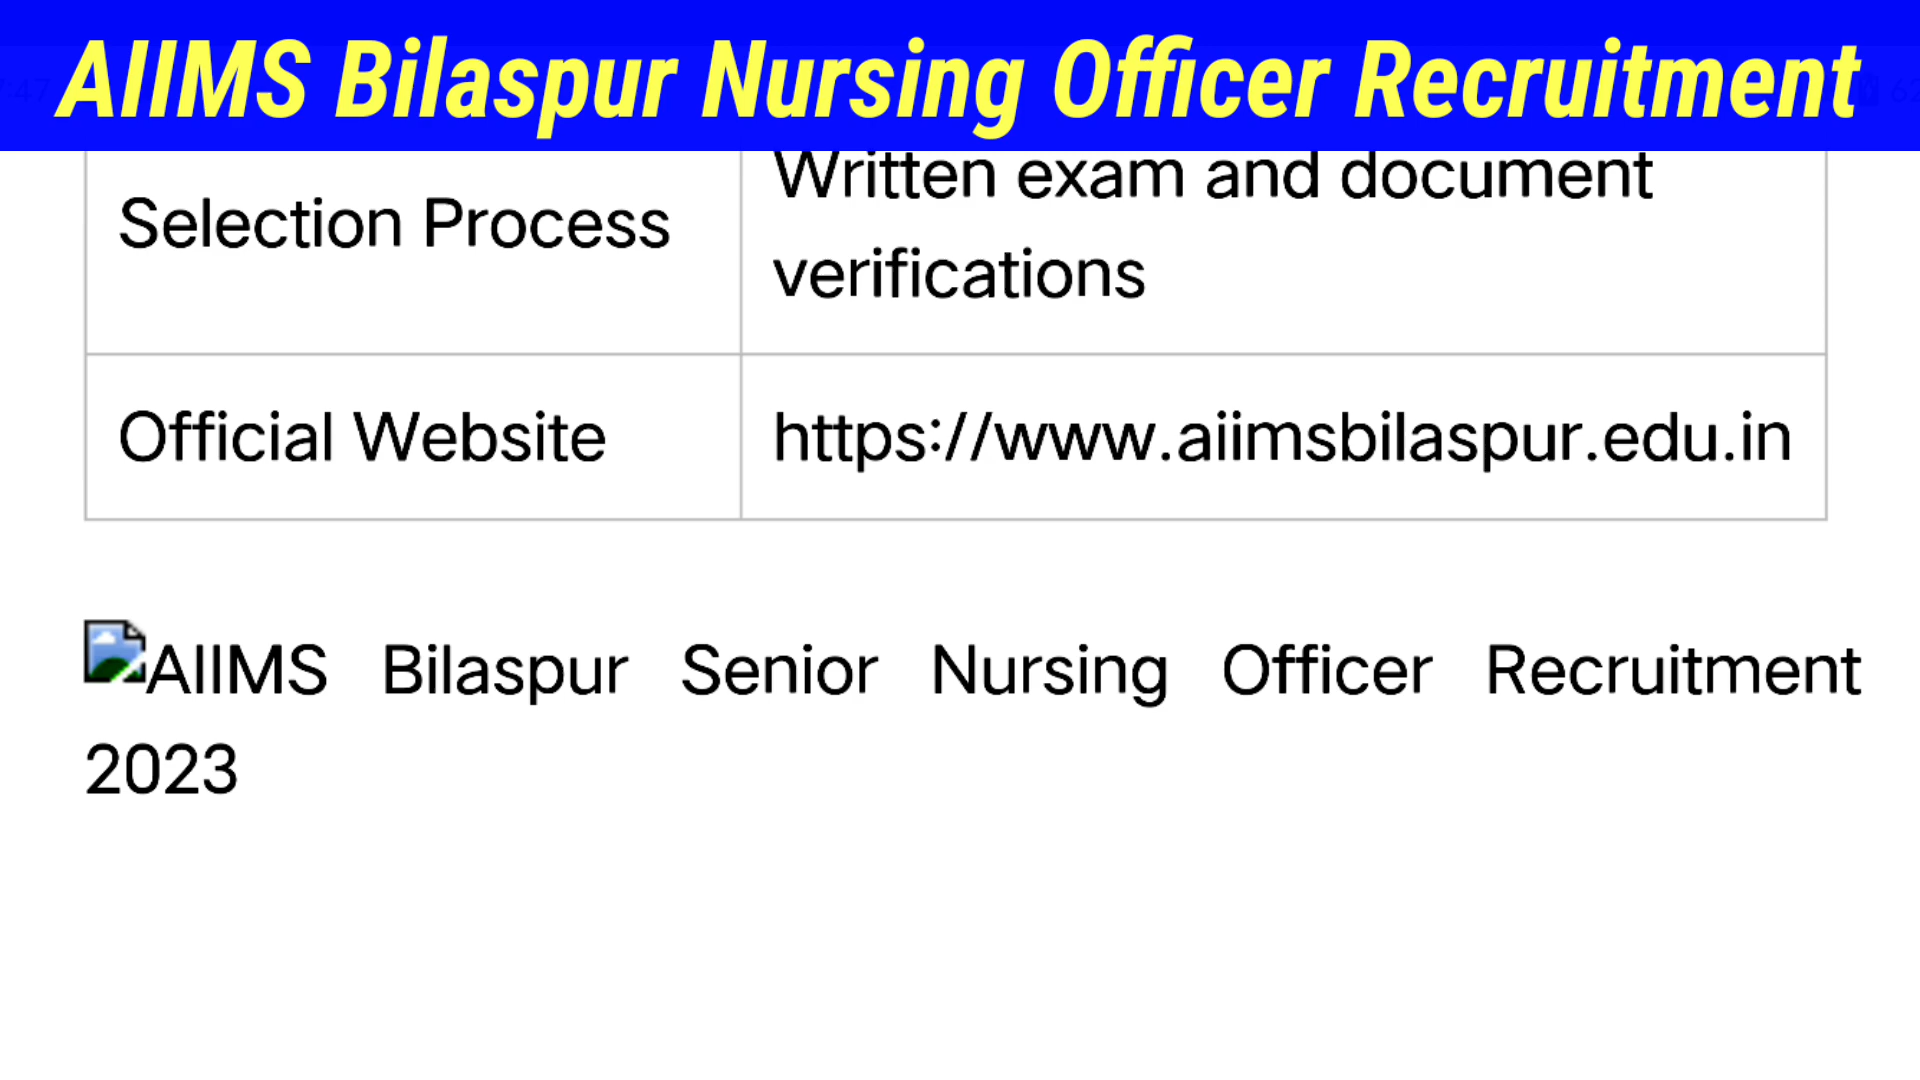 AIIMS Bilaspur Nursing Officer Recruitment
Written exam and document
Selection Process
verifications
Official Website https://www.aiimsbilaspur.edu.in
AIIMS Bilaspur Senior Nursing Officer Recruitment
2023